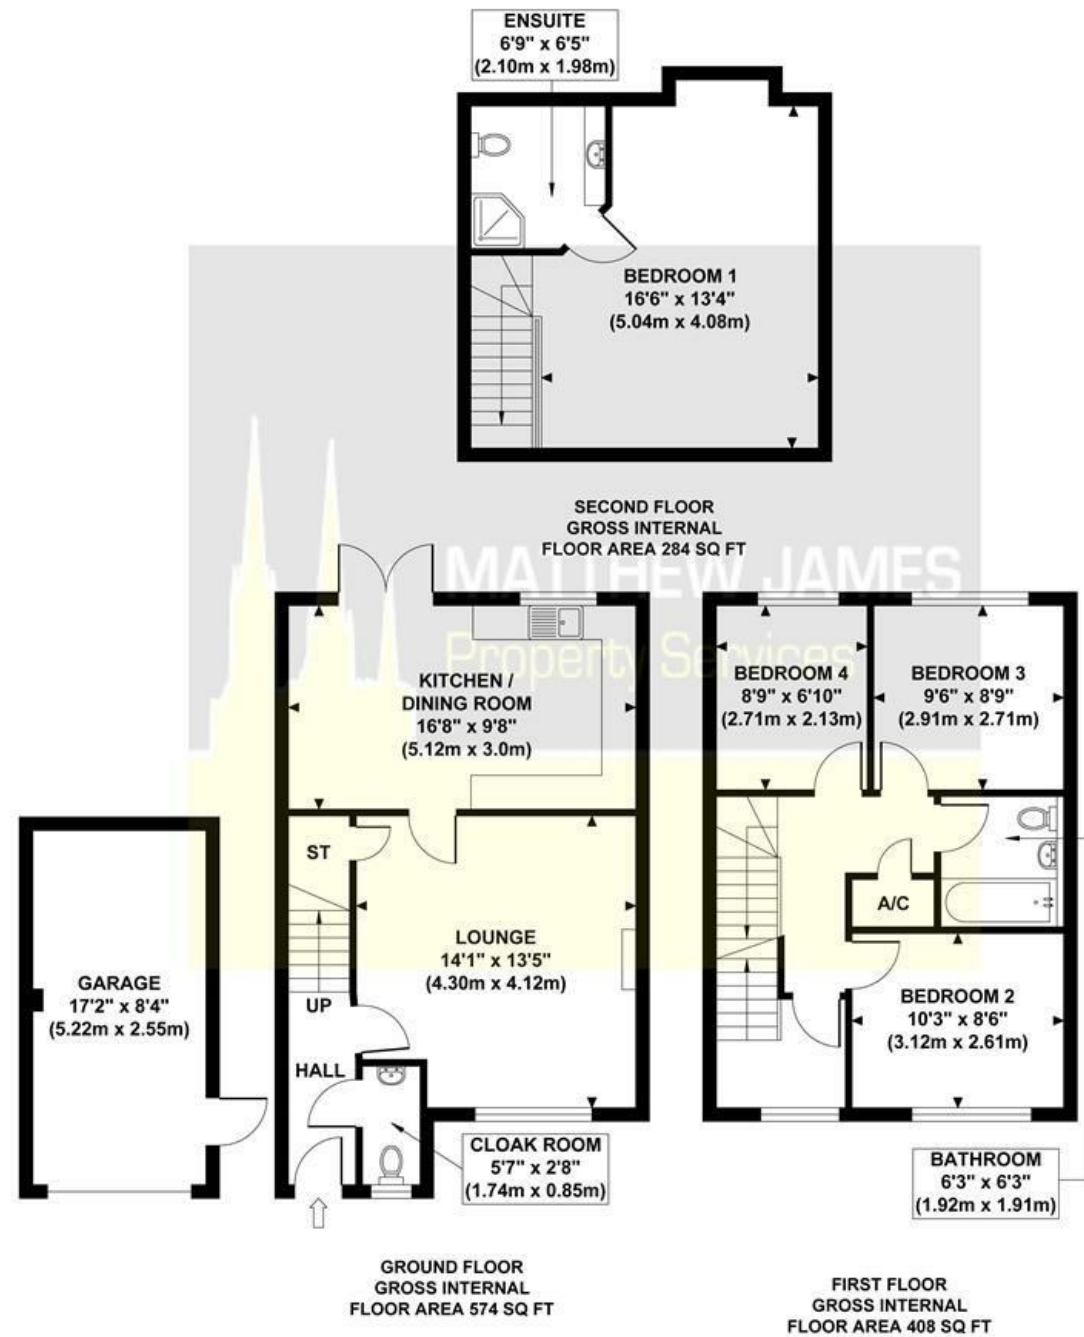 ENSUITE
6'9" x 6'5"
(2.10m x 1.98m)
BEDROOM 1
16'6" x 13'4"
(5.04m x 4.08m)
SECOND FLOOR
GROSS INTERNAL
FLOOR AREA 284 SQ FT
MATTHEW JAMES
Property Services
KITCHEN /
DINING ROOM
16'8" x 9'8"
(5.12m x 3.0m)
BEDROOM 4
8'9" x 6'10"
(2.71m x 2.13m)
BEDROOM 3
9'6" x 8'9"
(2.91m x 2.71m)
ST
A/C
LOUNGE
14'1" x 13'5"
(4.30m x 4.12m)
GARAGE
17'2" x 8'4"
(5.22m x 2.55m)
UP
BEDROOM 2
10'3" x 8'6"
(3.12m x 2.61m)
HALL
CLOAK ROOM
5'7" x 2'8"
(1.74m x 0.85m)
BATHROOM
6'3" x 6'3"
(1.92m x 1.91m)
GROUND FLOOR
GROSS INTERNAL
FLOOR AREA 574 SQ FT
FIRST FLOOR
GROSS INTERNAL
FLOOR AREA 408 SQ FT